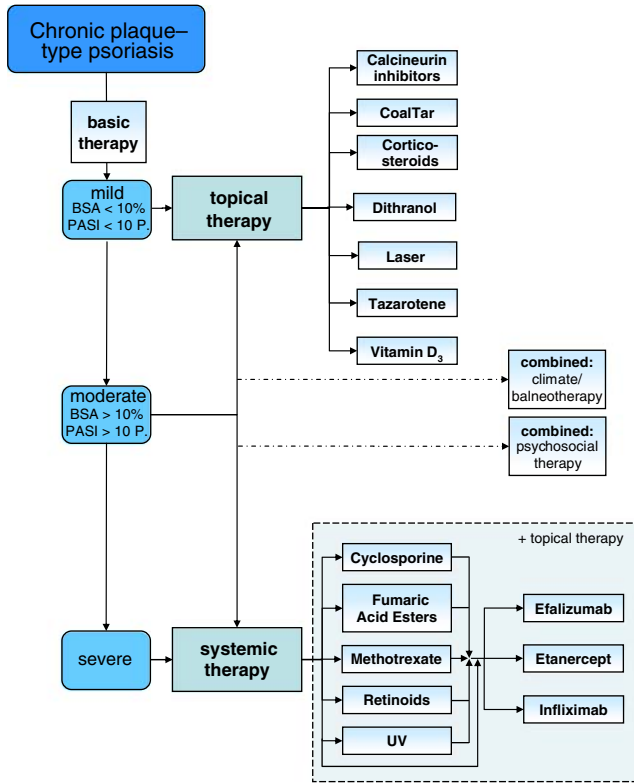 Chronic plaque–
type psoriasis
basic
therapy
mild
BSA < 10%
PASI < 10 P.
topical
therapy
Calcineurin
inhibitors
CoalTar
Cortico-
steroids
Dithranol
Laser
Tazarotene
Vitamin D3
combined:
climate/
balneotherapy
moderate
BSA > 10%
PASI > 10 P.
combined:
psychosocial
therapy
+ topical therapy
Cyclosporine
Fumaric
Acid Esters
Efalizumab
severe
systemic
therapy
Methotrexate
Etanercept
Retinoids
Infliximab
UV